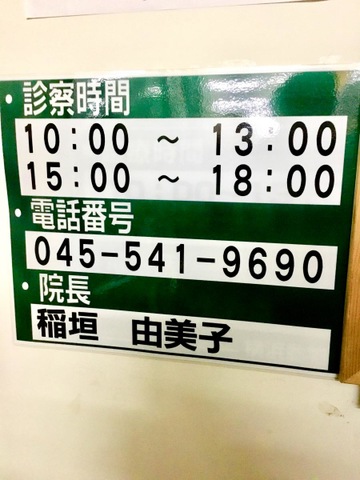 ・診察時間
10:00 ～ 13:00
15:00 ～ 18:00
・電話番号
045-541-9690
・院長
稲垣 由美子